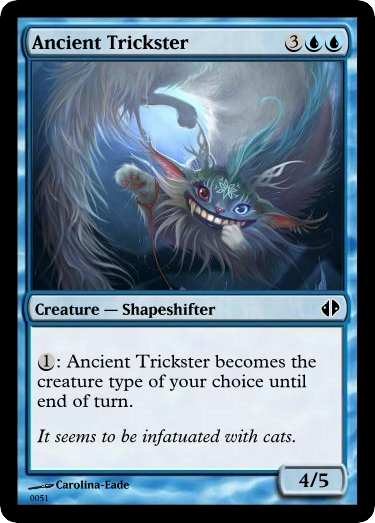 Ancient Trickster 3
Creature — Shapeshifter
1: Ancient Trickster becomes the
creature type of your choice until
end of turn.
It seems to be infatuated with cats.
Carolina-Eade
4/5
0051